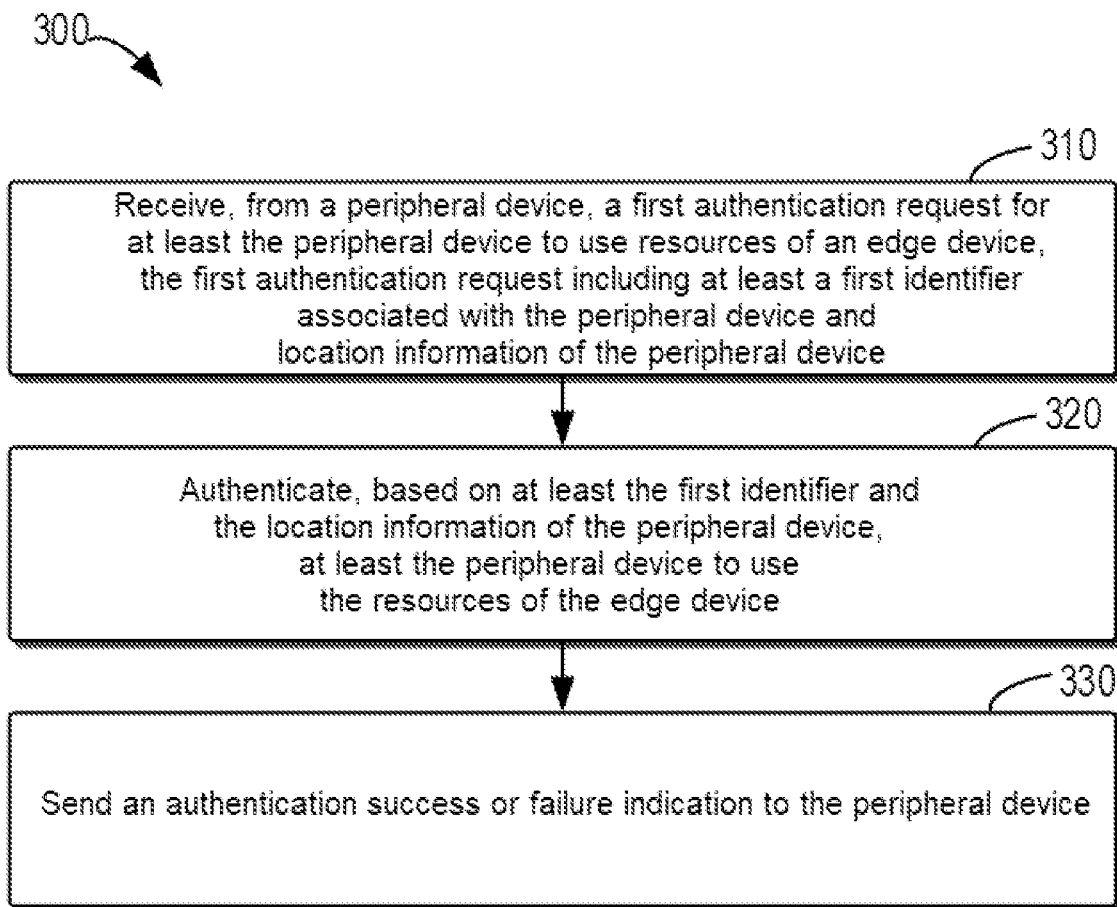 300
310
Receive, from a peripheral device, a first authentication request for
at least the peripheral device to use resources of an edge device,
the first authentication request including at least a first identifier
associated with the peripheral device and
location information of the peripheral device
320
Authenticate, based on at least the first identifier and
the location information of the peripheral device,
at least the peripheral device to use
the resources of the edge device
330
Send an authentication success or failure indication to the peripheral device